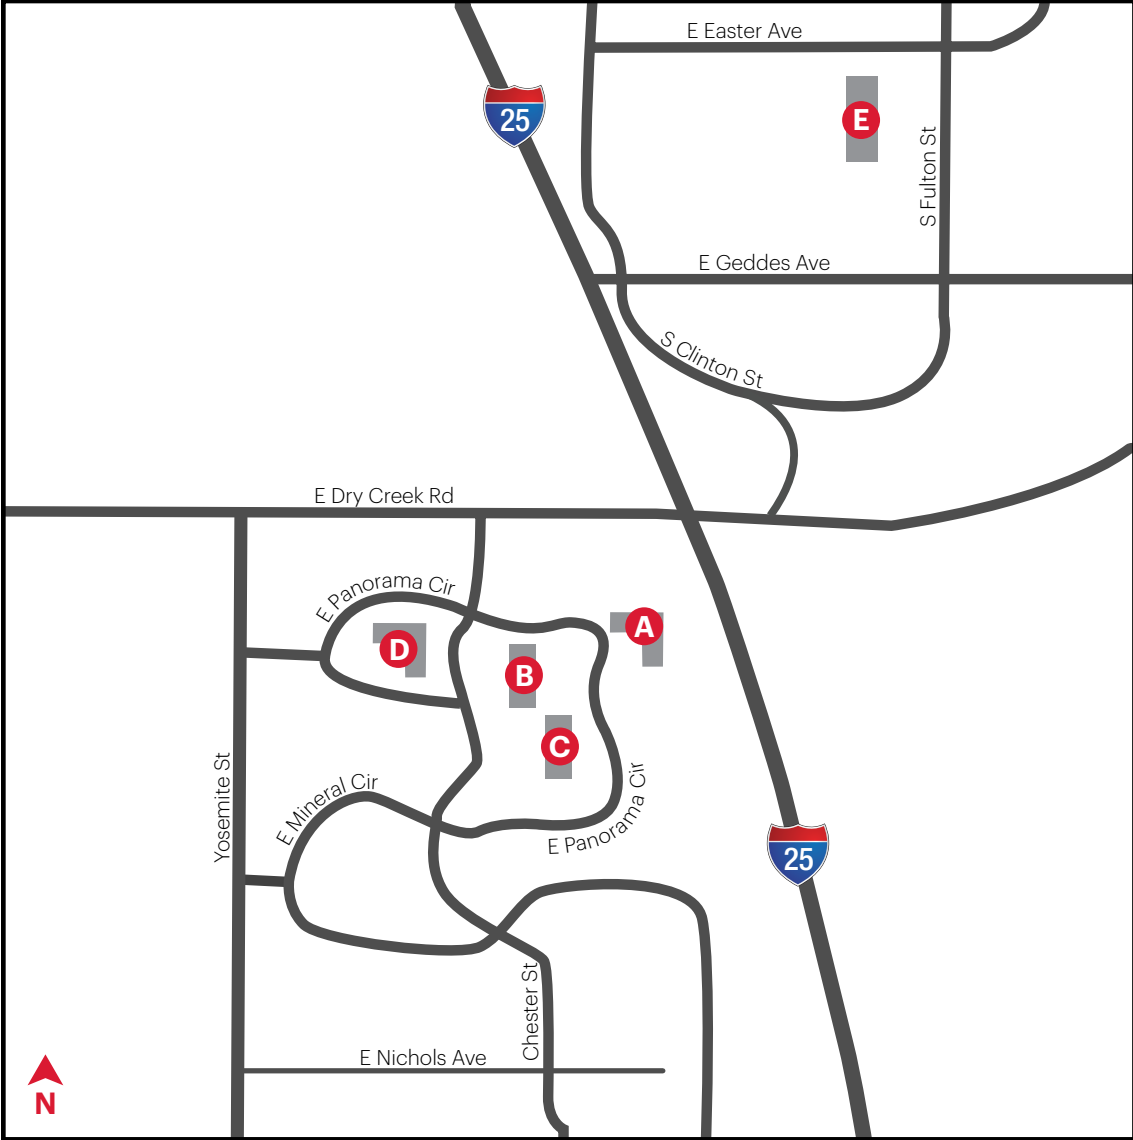 E Easter Ave
25
E
S Fulton St
E Geddes Ave
S Clinton St
E Dry Creek Rd
E Panorama Cir
A
D
B
C
Yosemite St
E Mineral Cir
E Panorama Cir
25
Chester St
E Nichols Ave
N